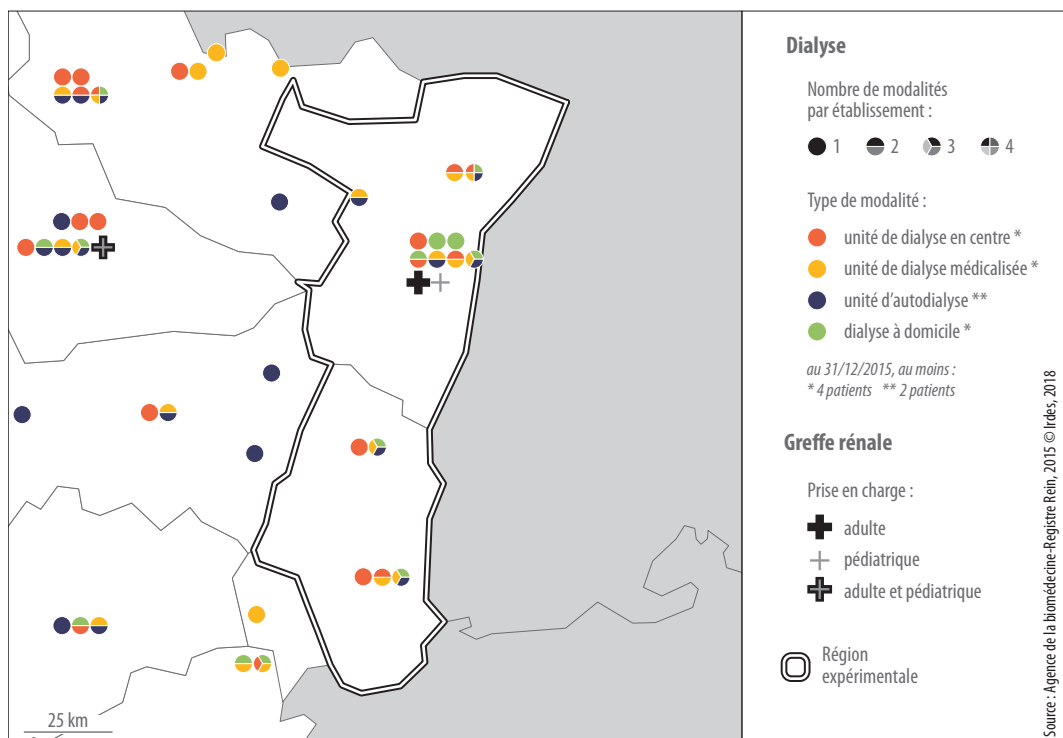 Dialyse
Nombre de modalités
par établissement :
1 2 3 4
Type de modalité :
unité de dialyse en centre *
unité de dialyse médicalisée *
unité d'autodialyse **
dialyse à domicile *
au 31/12/2015, au moins :
* 4 patients ** 2 patients
Greffe rénale
Prise en charge :
adulte
pédiatrique
adulte et pédiatrique
Région
expérimentale
25 km
Source : Agence de la biomédecine-Registre Rein, 2015 © Irdes, 2018